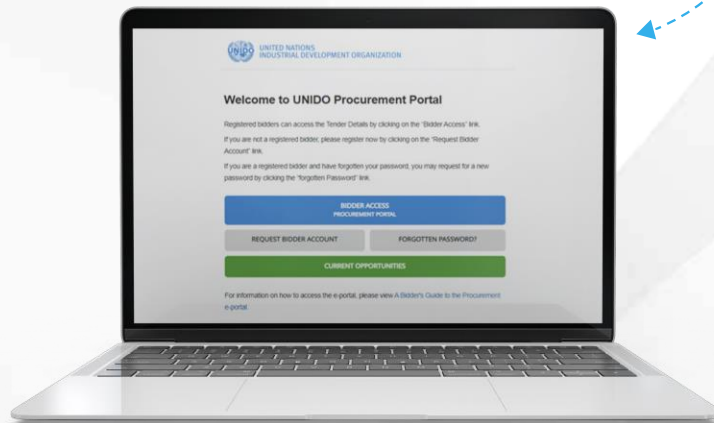 UNITED NATIONS
INDUSTRIAL DEVELOPMENT ORGANIZATION
Welcome to UNIDO Procurement Portal
Registered bidders can access the Tender Details by clicking on the "Bidder Access" link.
If you are not a registered bidder, please register now by clicking on the "Request Bidder
Account" link.
If you are a registered bidder and have forgotten your password, you may request for a new
password by clicking the "forgotten Password" link.
BIDDER ACCESS
PROCUREMENT PORTAL
REQUEST BIDDER ACCOUNT
FORGOTTEN PASSWORD?
CURRENT OPPORTUNITIES
For information on how to access the e-portal, please view A Bidder's Guide to the Procurement
e-portal.